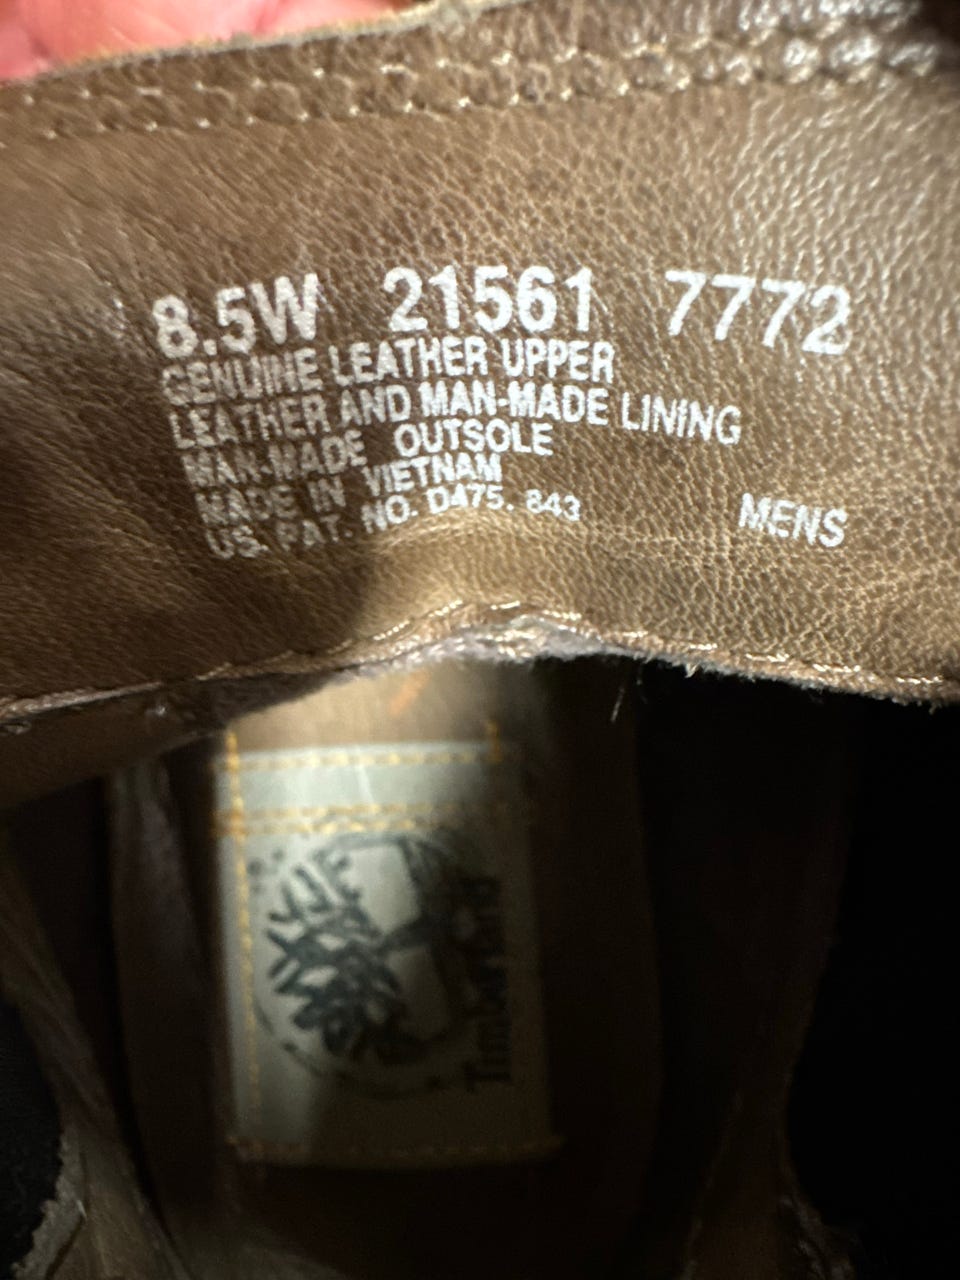 8.5W 21561 7772
GENUINE LEATHER UPPER
LEATHER AND MAN-MADE LINING
MAN-MADE OUTSOLE
MADE IN VIETNAM
US. PAT. NO. D475. 843
MENS
Timberland